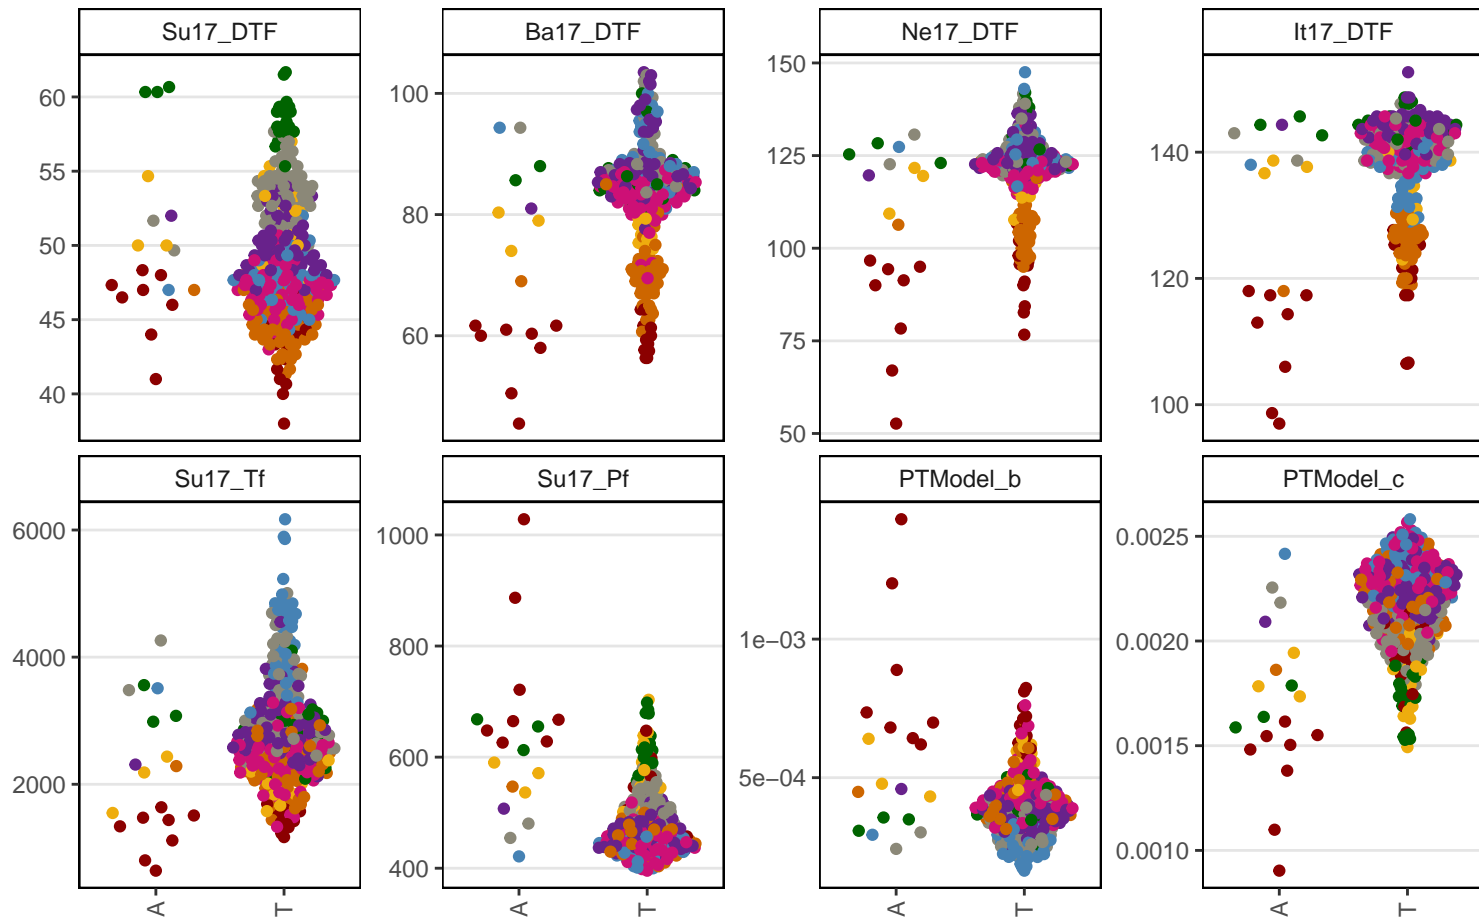 Su17_DTF
Ba17_DTF
Ne17_DTF
It17_DTF
60
55
50
45
40
100
80
60
150
125
100
75
50
140
120
100
Su17_Tf
Su17_Pf
PTModel_b
PTModel_c
6000
4000
2000
1000
800
600
400
1e−03
5e−04
0.0025
0.0020
0.0015
0.0010
A
T
A
T
A
T
A
T